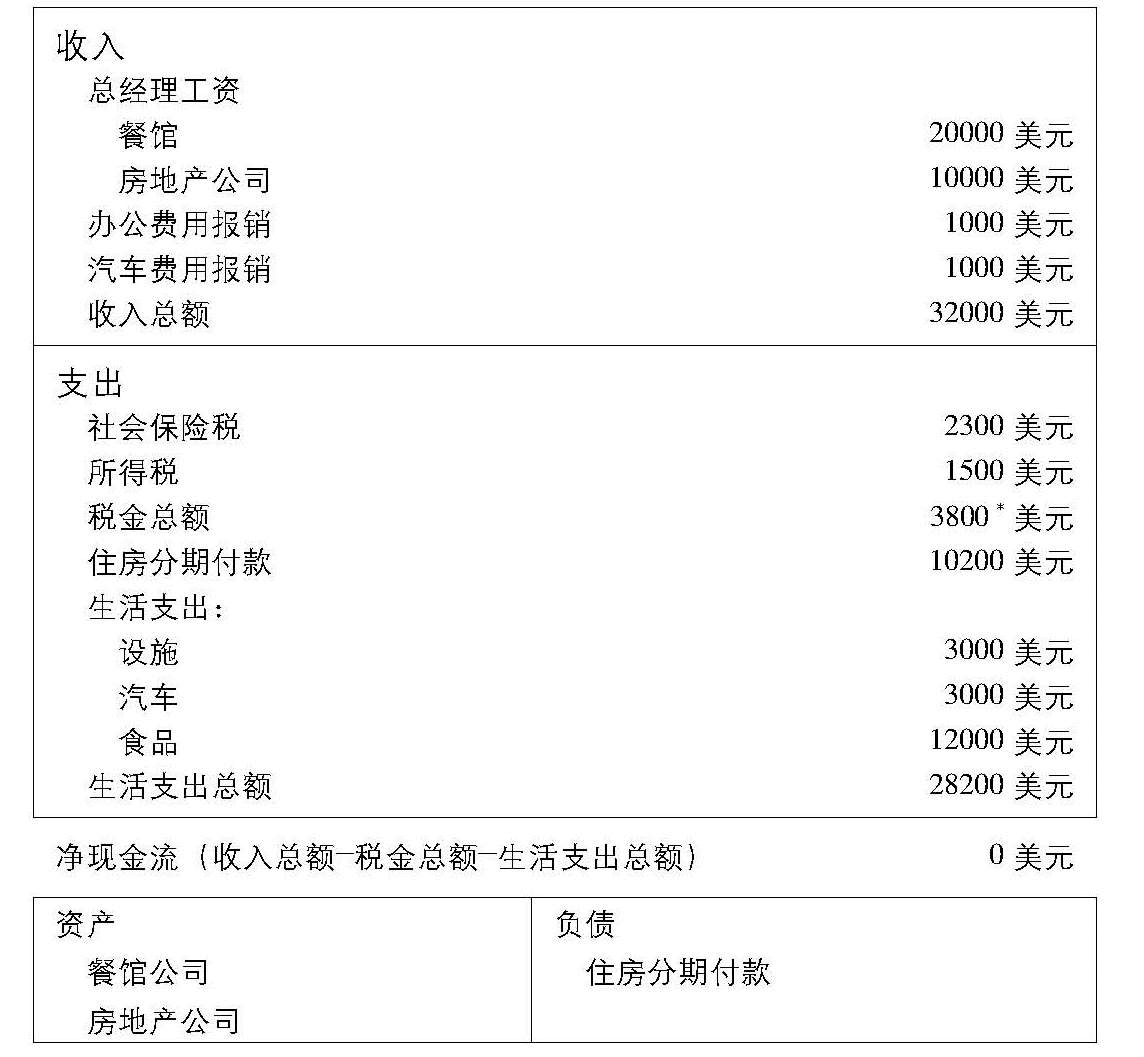 收入
总经理工资
餐馆 20000 美元
房地产公司 10000 美元
办公费用报销 1000 美元
汽车费用报销 1000 美元
收入总额 32000 美元
支出
社会保险税 2300 美元
所得税 1500 美元
税金总额 3800 * 美元
住房分期付款 10200 美元
生活支出：
设施 3000 美元
汽车 3000 美元
食品 12000 美元
生活支出总额 28200 美元
净现金流（收入总额—税金总额—生活支出总额） 0 美元
资产 负债
餐馆公司 住房分期付款
房地产公司